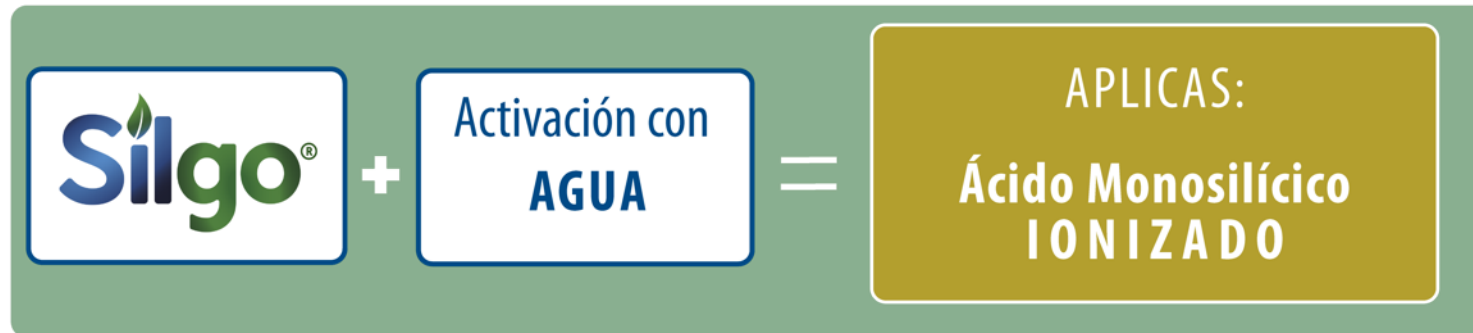 Silgo®
+
Activación con
AGUA
=
APLICAS:
Ácido Monosilícico
IONIZADO